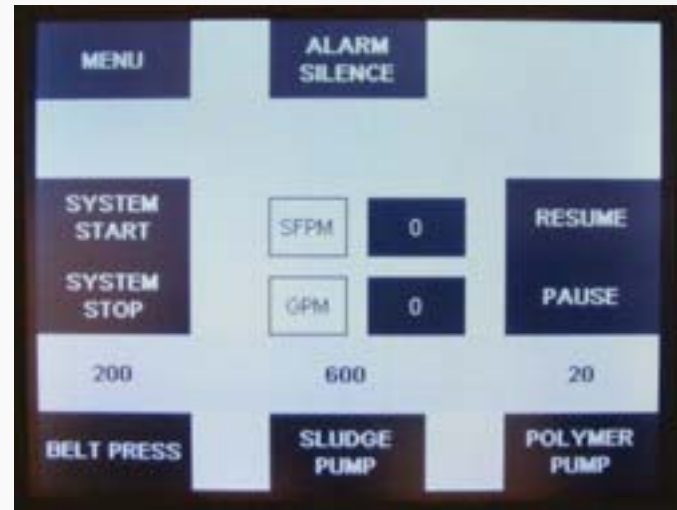 MENU
ALARM
SILENCE
SYSTEM
START
SFPM 0
RESUME
SYSTEM
STOP
GPM 0
PAUSE
200 600 20
BELT PRESS
SLUDGE
PUMP
POLYMER
PUMP